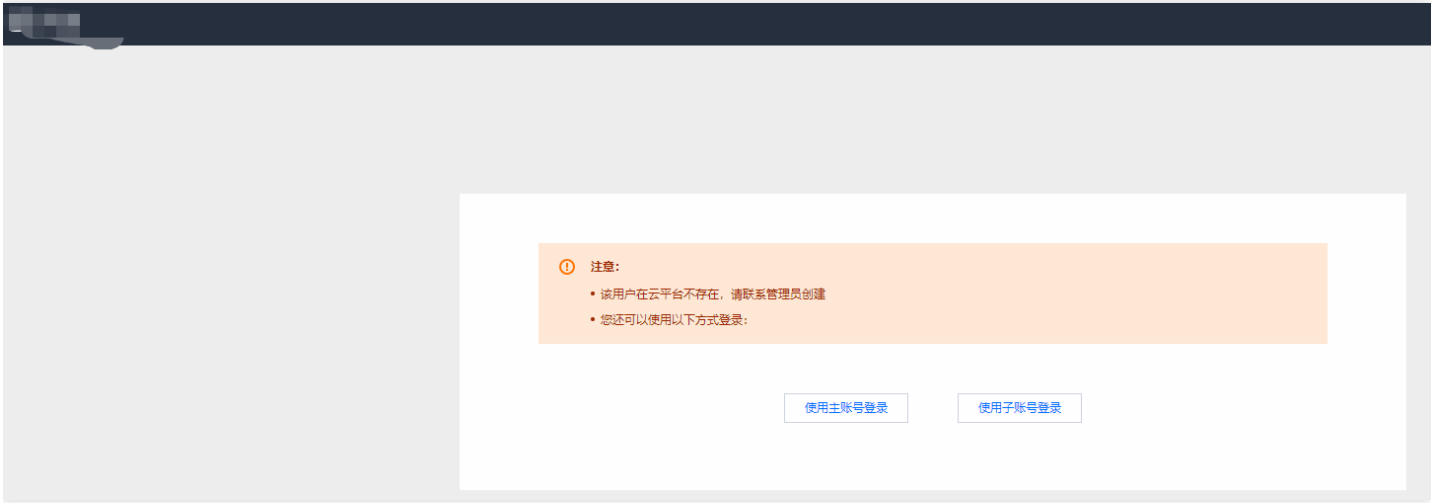 注意：
• 该用户在云平台不存在，请联系管理员创建
• 您还可以使用以下方式登录：
使用主账号登录
使用子账号登录